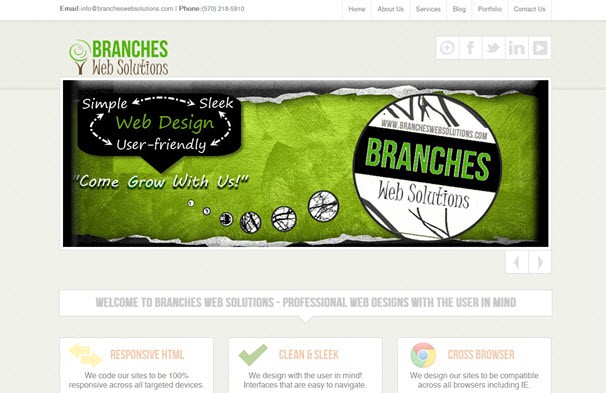 Email:info@brancheswebsolutions.com | Phone:(570) 218-5910
Home About Us Services Blog Portfolio Contact Us
BRANCHES
Web Solutions
Simple Sleek
Web Design
User-friendly
"Come Grow With Us!"
WWW.BRANCHESWEBSOLUTIONS.COM
BRANCHES
Web Solutions
WELCOME TO BRANCHES WEB SOLUTIONS - PROFESSIONAL WEB DESIGNS WITH THE USER IN MIND
RESPONSIVE HTML
We code our sites to be 100%
responsive across all targeted devices.
CLEAN & SLEEK
We design with the user in mind!
Interfaces that are easy to navigate.
CROSS BROWSER
We design our sites to be compatible
across all browsers including IE.